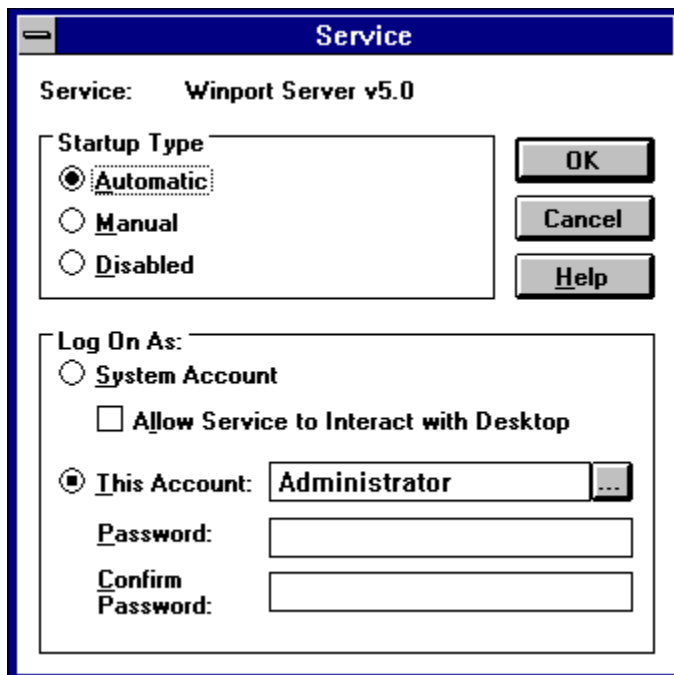 Service
Service: Winport Server v5.0
Startup Type
Automatic
Manual
Disabled
OK
Cancel
Help
Log On As:
System Account
Allow Service to Interact with Desktop
This Account: Administrator ...
Password:
Confirm
Password: